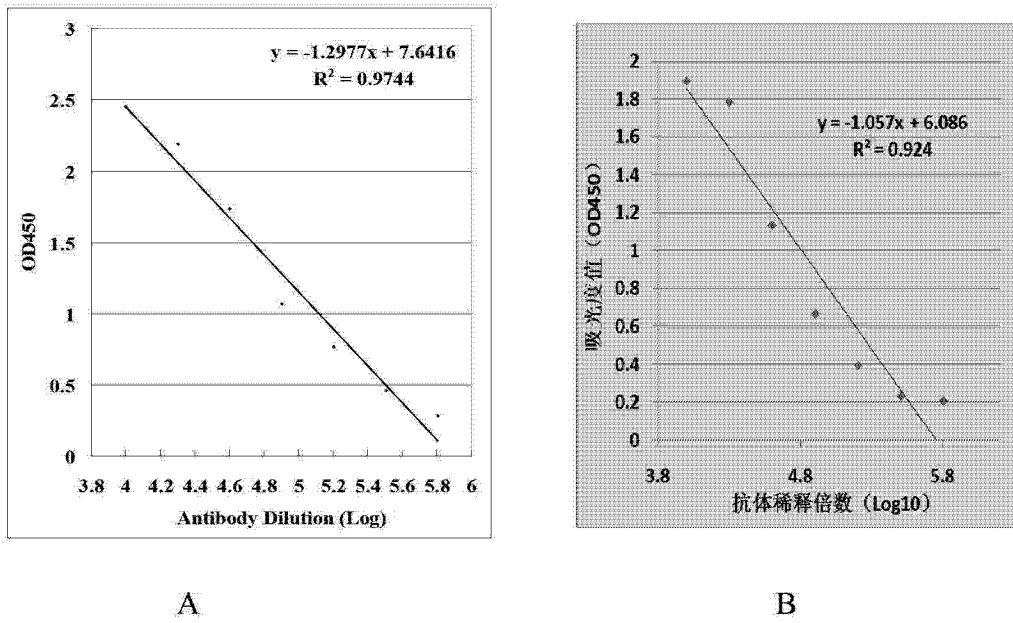 3
y = -1.2977x + 7.6416
R² = 0.9744
2.5
2
1.5
1
0.5
0
OD450
3.8 4 4.2 4.4 4.6 4.8 5 5.2 5.4 5.6 5.8 6
Antibody Dilution (Log)
A
2
1.8
1.6
1.4
1.2
1
0.8
0.6
0.4
0.2
0
y = -1.057x + 6.086
R² = 0.924
吸光度值（OD450）
3.8 4.8 5.8
抗体稀释倍数（Log10）
B